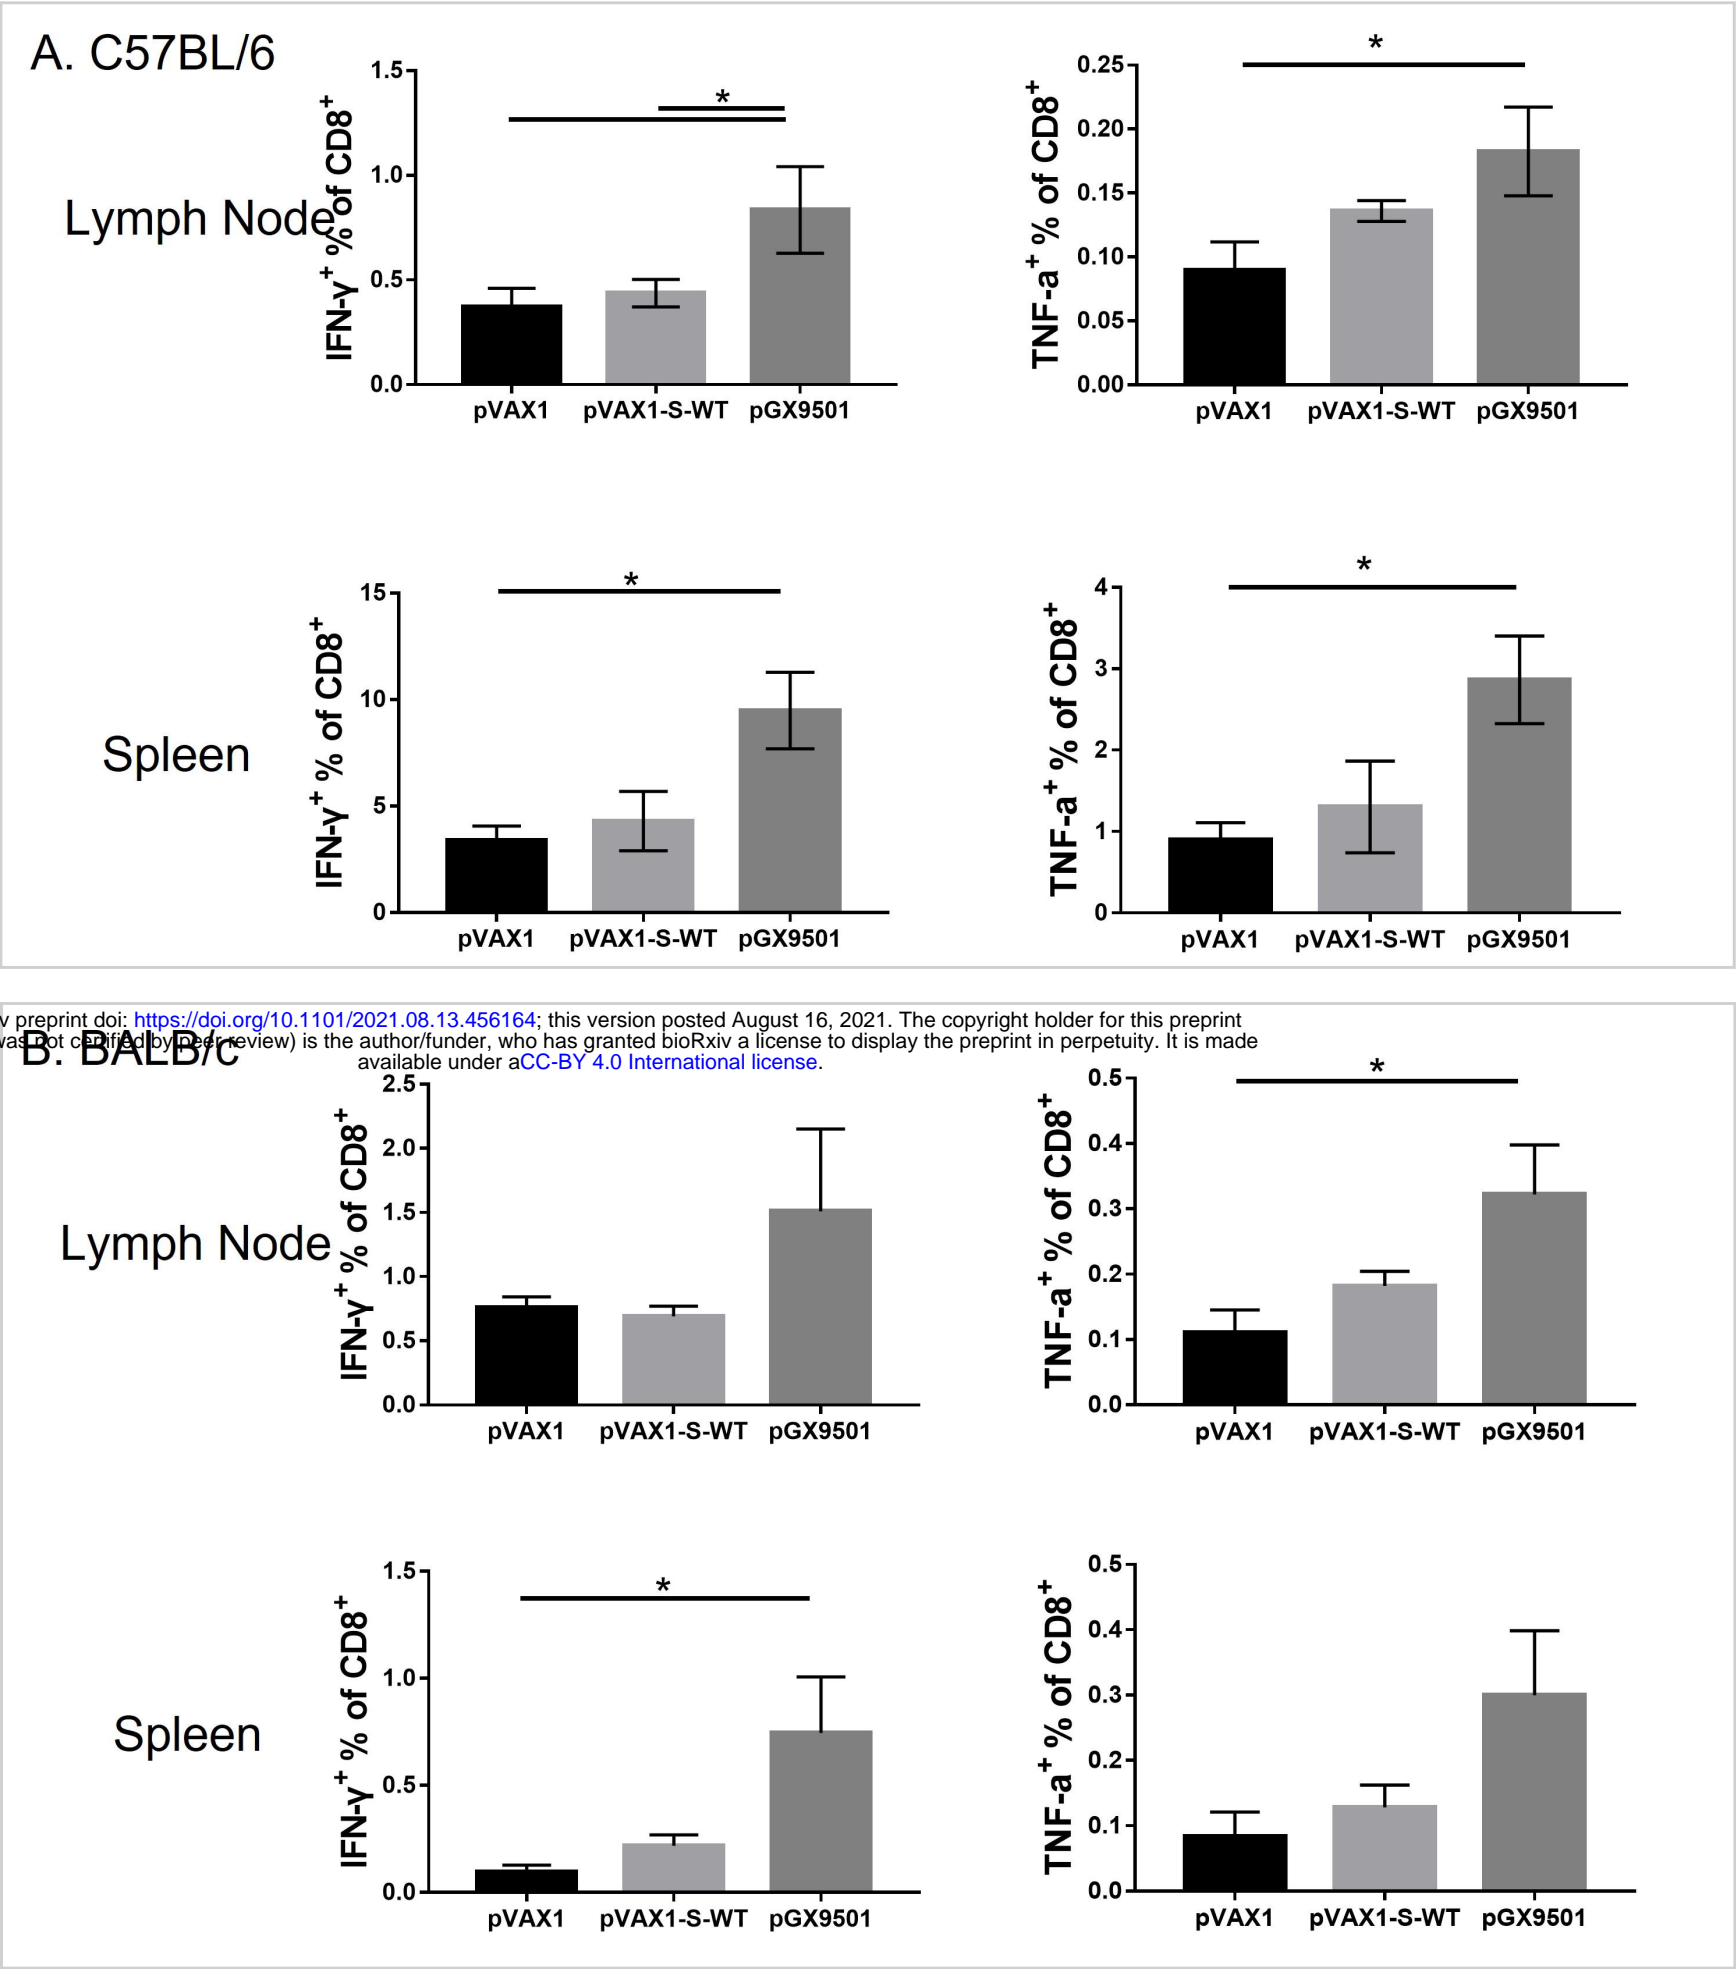 A. C57BL/6
Lymph Node
IFN-γ+ % of CD8+
1.5
1.0
0.5
0.0
*
pVAX1 pVAX1-S-WT pGX9501
TNF-a+ % of CD8+
0.25
0.20
0.15
0.10
0.05
0.00
*
pVAX1 pVAX1-S-WT pGX9501
Spleen
IFN-γ+ % of CD8+
15
10
5
0
*
pVAX1 pVAX1-S-WT pGX9501
TNF-a+ % of CD8+
4
3
2
1
0
*
pVAX1 pVAX1-S-WT pGX9501
v preprint doi: https://doi.org/10.1101/2021.08.13.456164; this version posted August 16, 2021. The copyright holder for this preprint
was not certified by peer review) is the author/funder, who has granted bioRxiv a license to display the preprint in perpetuity. It is made
available under aCC-BY 4.0 International license.
B. BALB/c
Lymph Node
IFN-γ+ % of CD8+
2.5
2.0
1.5
1.0
0.5
0.0
pVAX1 pVAX1-S-WT pGX9501
TNF-a+ % of CD8+
0.5
0.4
0.3
0.2
0.1
0.0
*
pVAX1 pVAX1-S-WT pGX9501
Spleen
IFN-γ+ % of CD8+
1.5
1.0
0.5
0.0
*
pVAX1 pVAX1-S-WT pGX9501
TNF-a+ % of CD8+
0.5
0.4
0.3
0.2
0.1
0.0
pVAX1 pVAX1-S-WT pGX9501